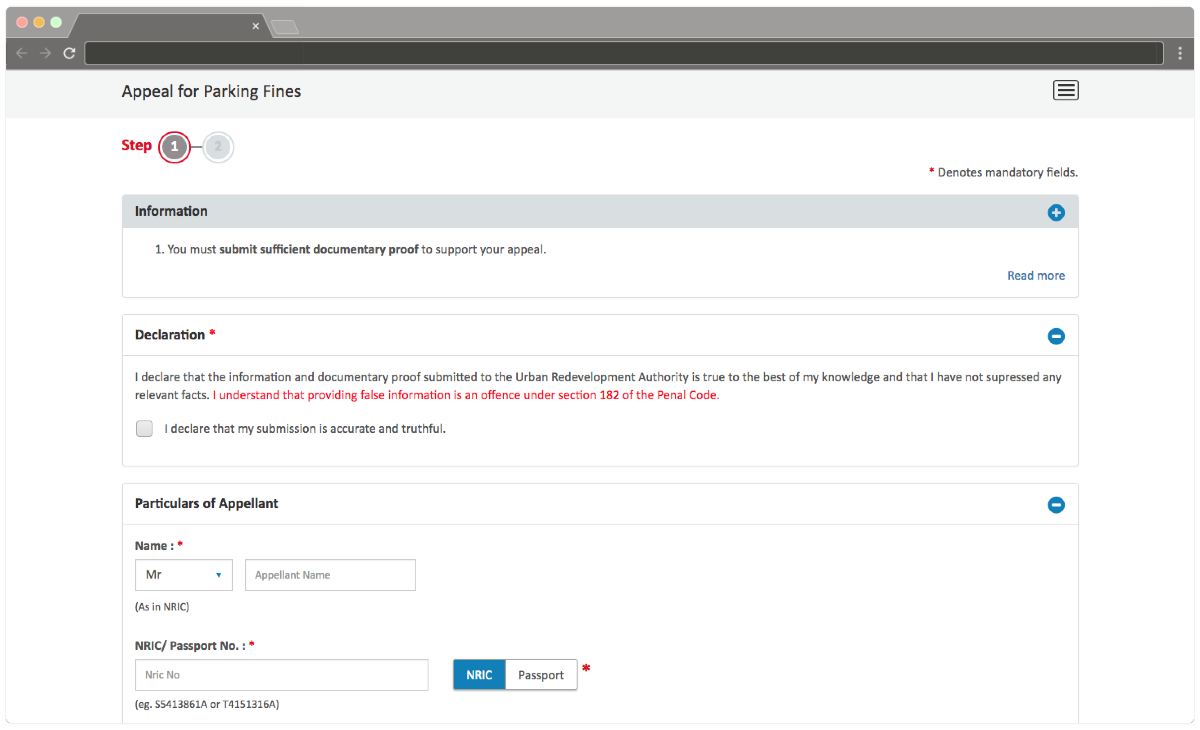 Appeal for Parking Fines
Step 1 2
* Denotes mandatory fields.
Information
1. You must submit sufficient documentary proof to support your appeal.
Read more
Declaration *
I declare that the information and documentary proof submitted to the Urban Redevelopment Authority is true to the best of my knowledge and that I have not supressed any
relevant facts. I understand that providing false information is an offence under section 182 of the Penal Code.
I declare that my submission is accurate and truthful.
Particulars of Appellant
Name : *
Mr Appellant Name
(As in NRIC)
NRIC/ Passport No. : *
Nric No NRIC Passport *
(eg. S5413861A or T4151316A)